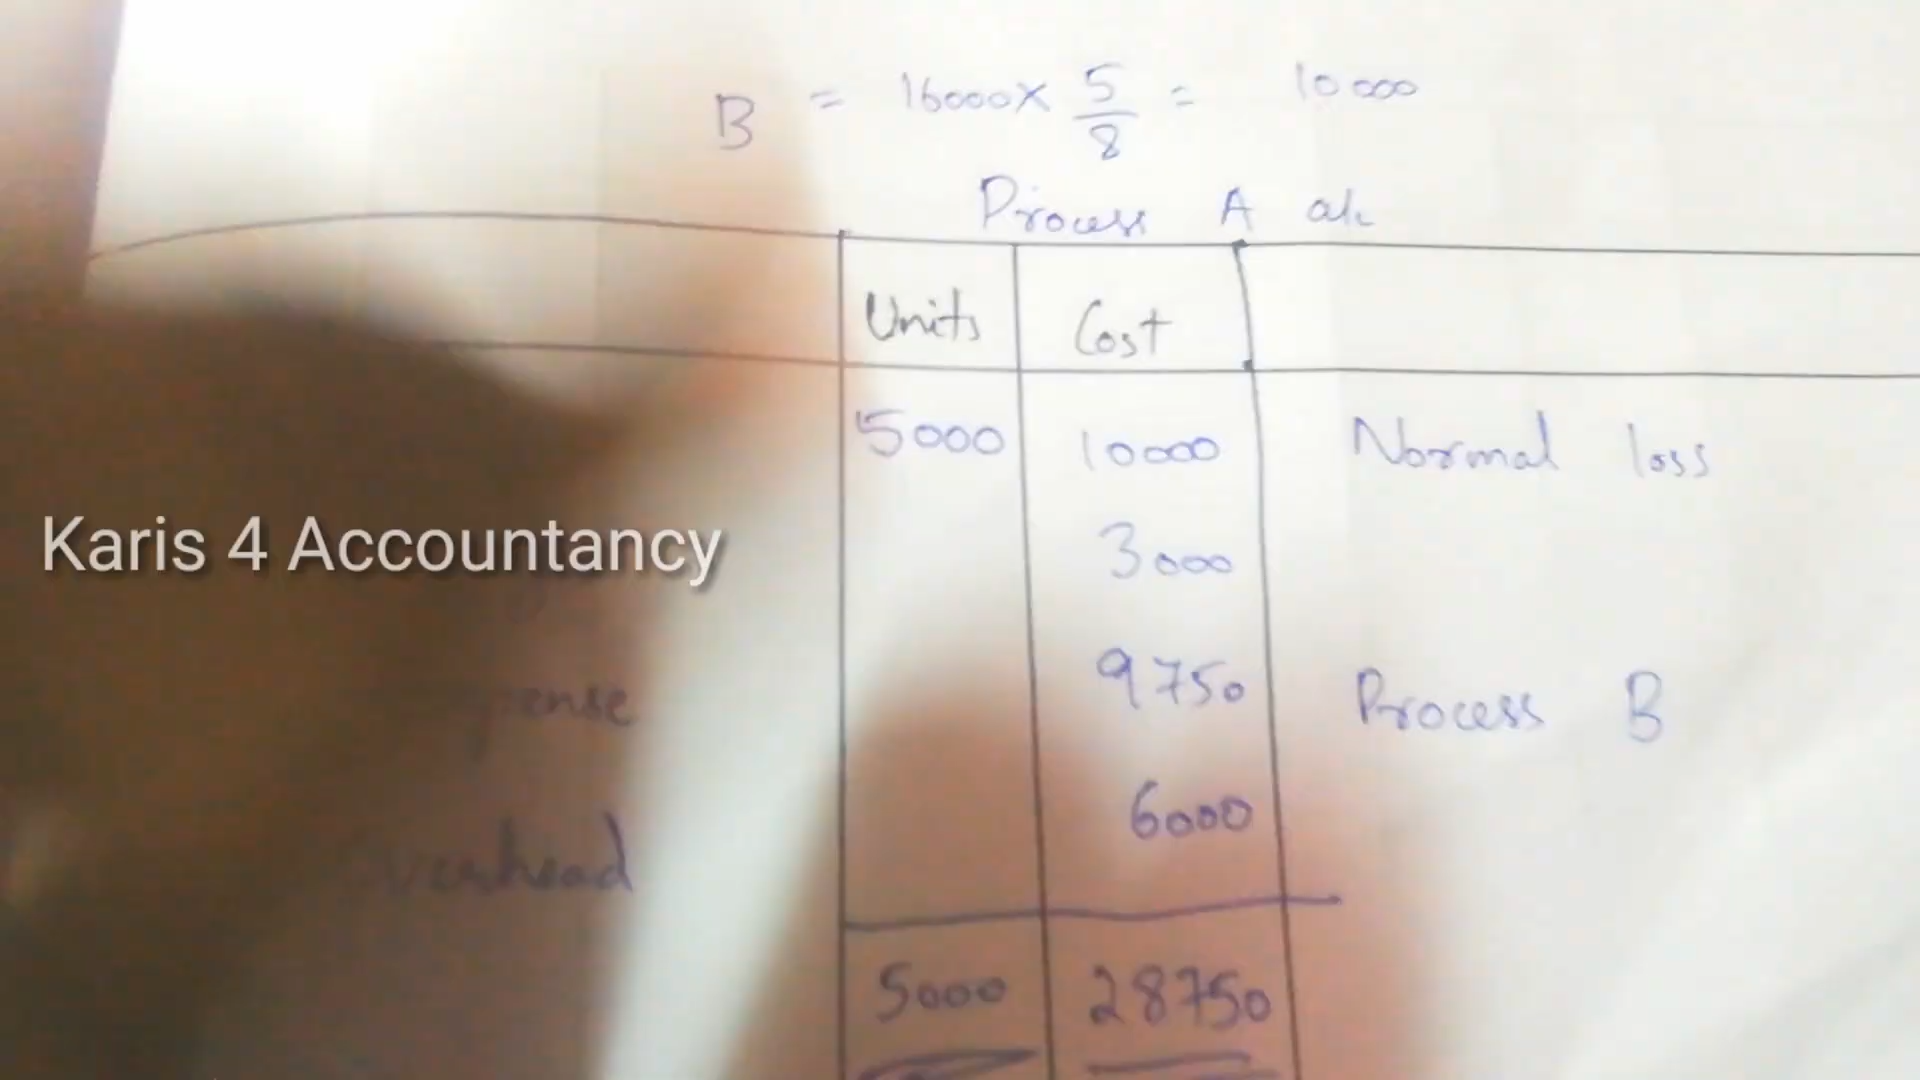 B = 16000 × 5/8 = 10000
Process A a/c
Units Cost
5000 10000 Normal loss
3000
Karis 4 Accountancy
9750 Process B
6000
5000 28750